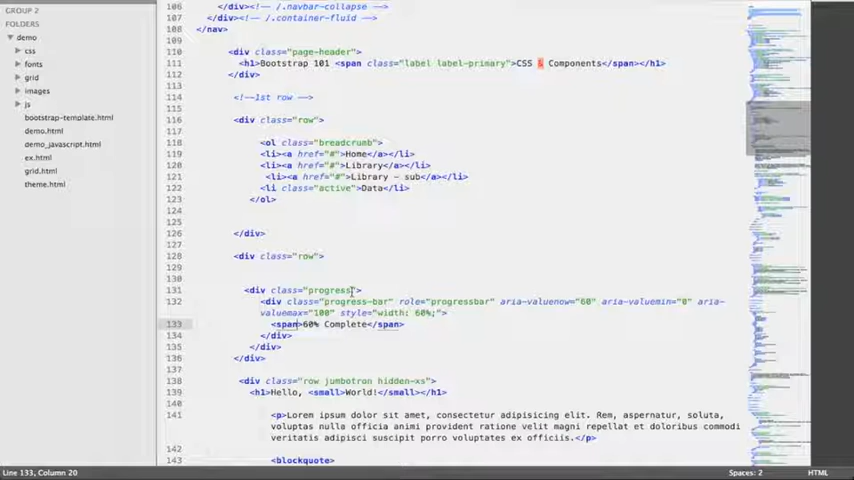 GROUP 2
FOLDERS
demo
css
fonts
grid
images
js
bootstrap-template.html
demo.html
demo_javascript.html
ex.html
grid.html
theme.html
106 </div><!-- /.navbar-collapse -->
107 </div><!-- /.container-fluid -->
108 </nav>
109
110 <div class="page-header">
111 <h1>Bootstrap 101 <span class="label label-primary">CSS & Components</span></h1>
112 </div>
113
114 <!--1st row -->
115
116 <div class="row">
117
118 <ol class="breadcrumb">
119 <li><a href="#">Home</a></li>
120 <li><a href="#">Library</a></li>
121 <li><a href="#">Library - sub</a></li>
122 <li class="active">Data</li>
123 </ol>
124
125
126 </div>
127
128 <div class="row">
129
130
131 <div class="progress">
132 <div class="progress-bar" role="progressbar" aria-valuenow="60" aria-valuemin="0" aria-
valuemax="100" style="width: 60%;">
133 <span>60% Complete</span>
134 </div>
135 </div>
136 </div>
137
138 <div class="row jumbotron hidden-xs">
139 <h1>Hello, <small>World!</small></h1>
140
141 <p>Lorem ipsum dolor sit amet, consectetur adipisicing elit. Rem, aspernatur, soluta,
voluptas nulla officia animi provident ratione velit magni repellat et doloribus commodi
veritatis adipisci suscipit porro voluptates ex officiis.</p>
142
143 <blockquote>
Line 133, Column 20
Spaces: 2
HTML